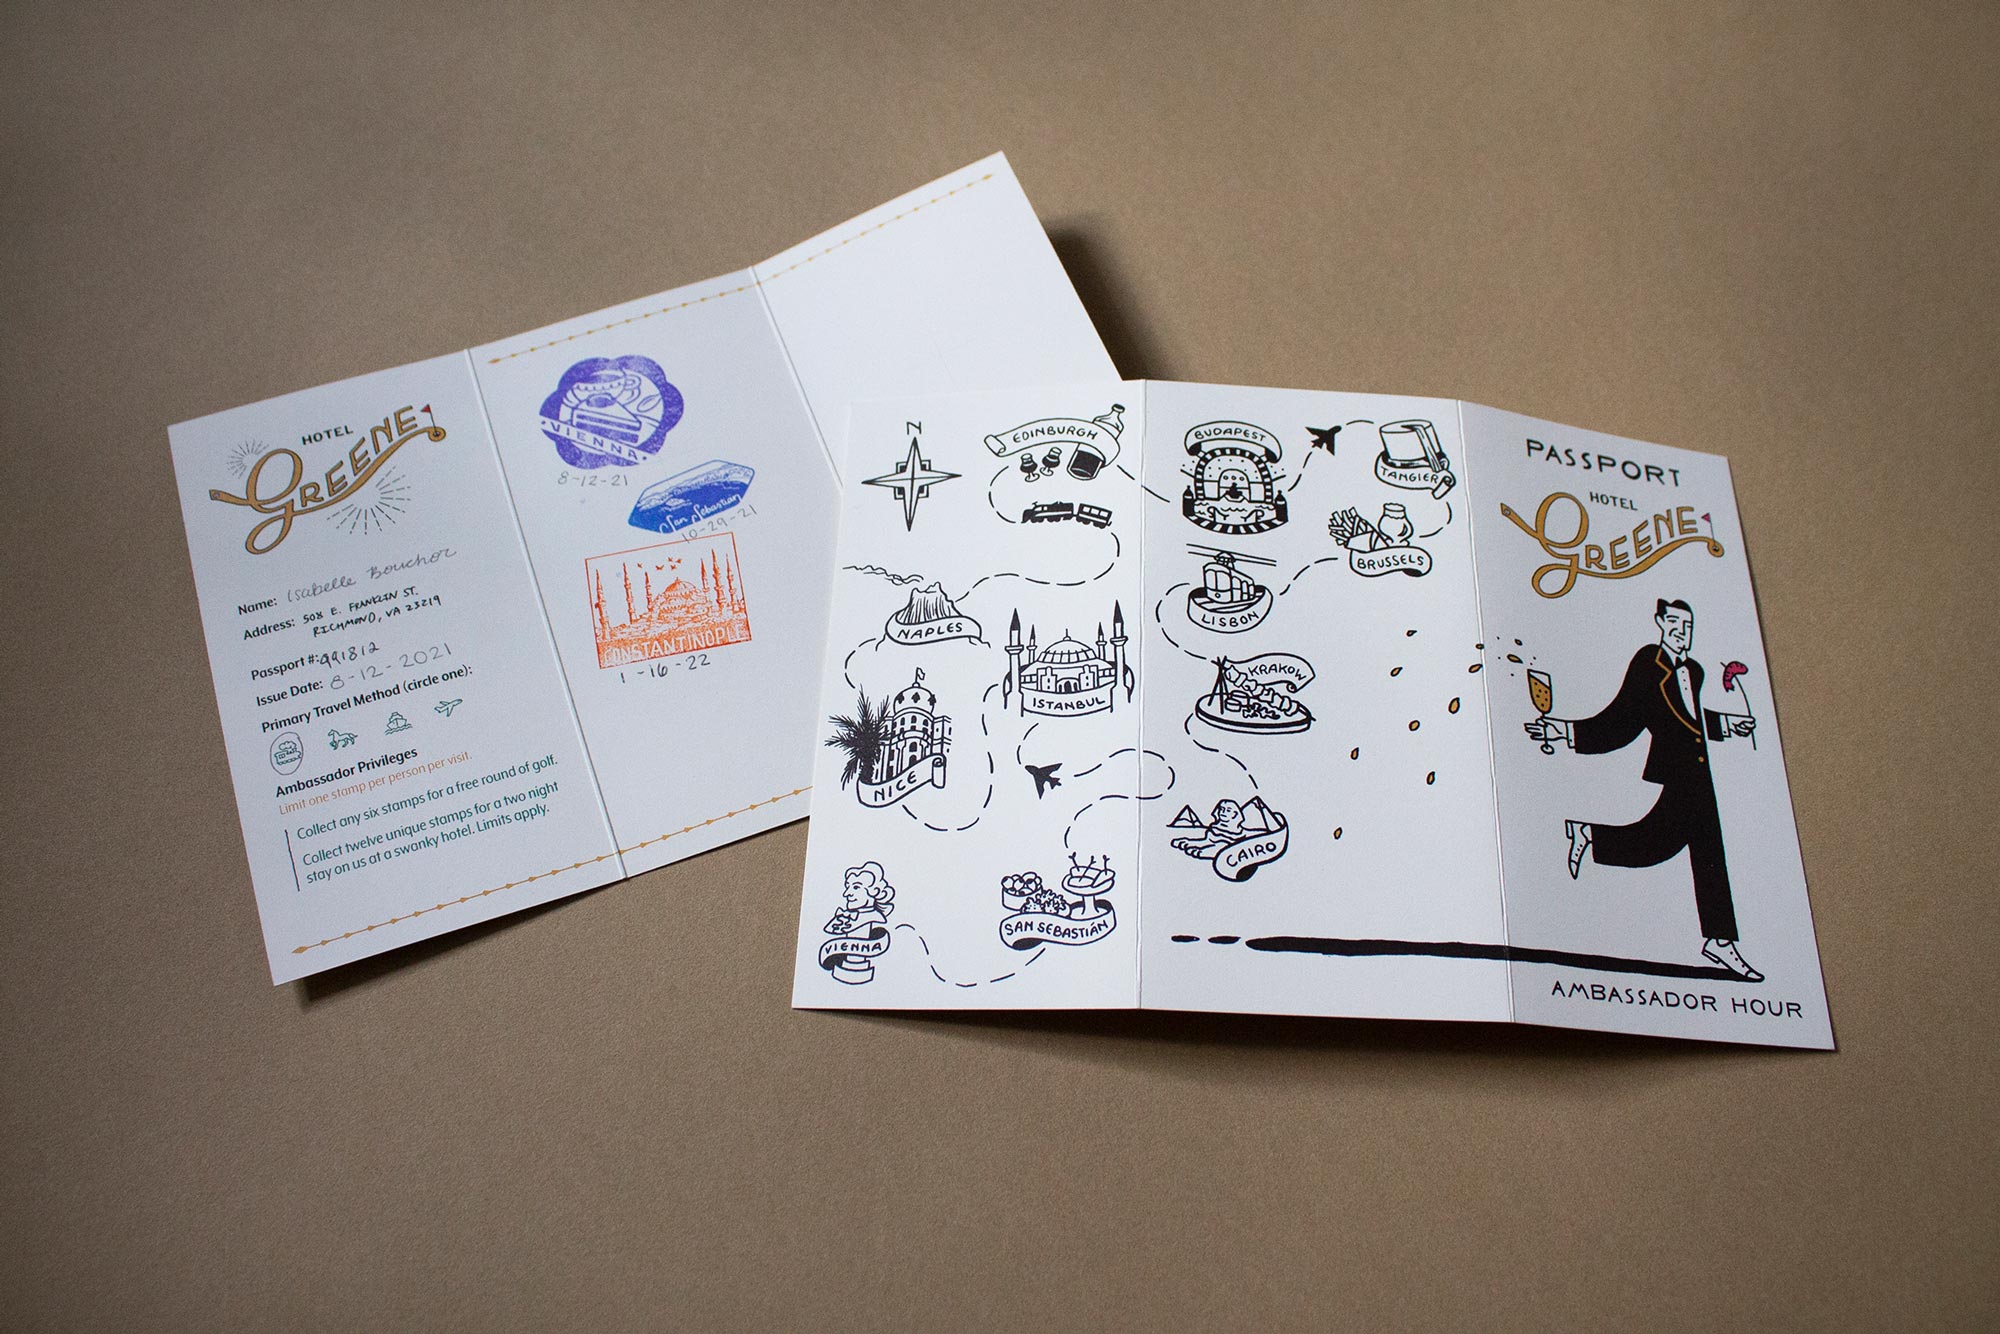 HOTEL
GREENE
Name: Isabelle Bouchor
Address: 508 E. FRANKLIN ST.
RICHMOND, VA 23219
Passport #: 991812
Issue Date: 8-12-2021
Primary Travel Method (circle one):
Ambassador Privileges
Limit one stamp per person per visit.
Collect any six stamps for a free round of golf.
Collect twelve unique stamps for a two night
stay on us at a swanky hotel. Limits apply.
VIENNA
8-12-21
San Sebastian
10-29-21
CONSTANTINOPLE
1-16-22
N
EDINBURGH
NAPLES
ISTANBUL
NICE
VIENNA
SAN SEBASTIÁN
BUDAPEST
TANGIER
BRUSSELS
LISBON
KRAKOW
CAIRO
PASSPORT
HOTEL
GREENE
AMBASSADOR HOUR